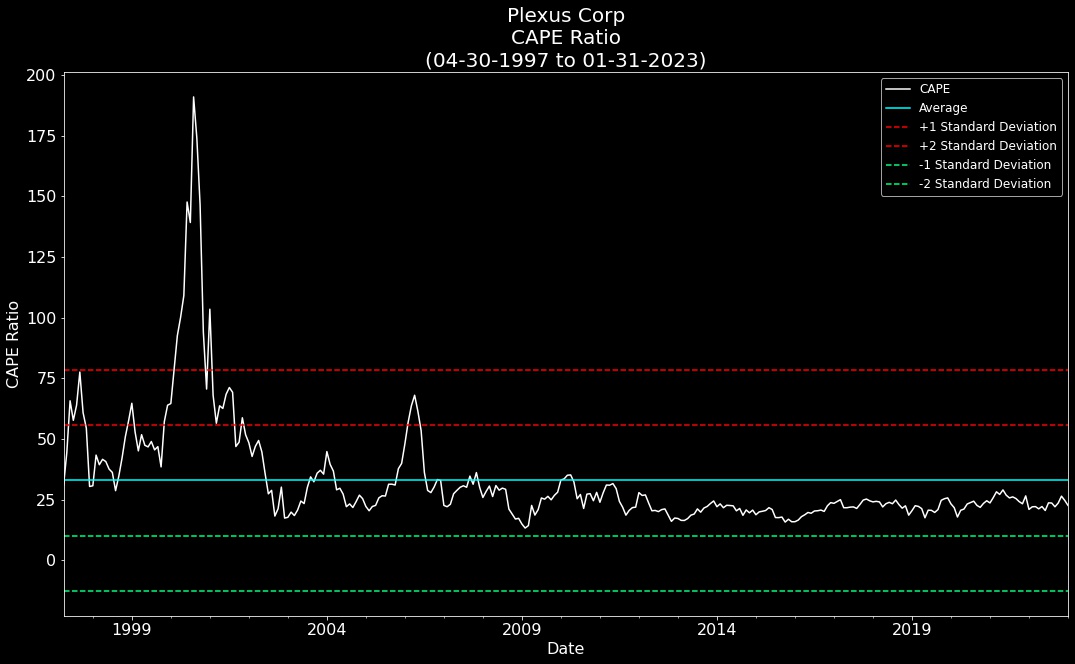 Plexus Corp
CAPE Ratio
(04-30-1997 to 01-31-2023)
200
175
150
125
100
75
50
25
0
CAPE Ratio
CAPE
Average
+1 Standard Deviation
+2 Standard Deviation
-1 Standard Deviation
-2 Standard Deviation
1999 2004 2009 2014 2019
Date